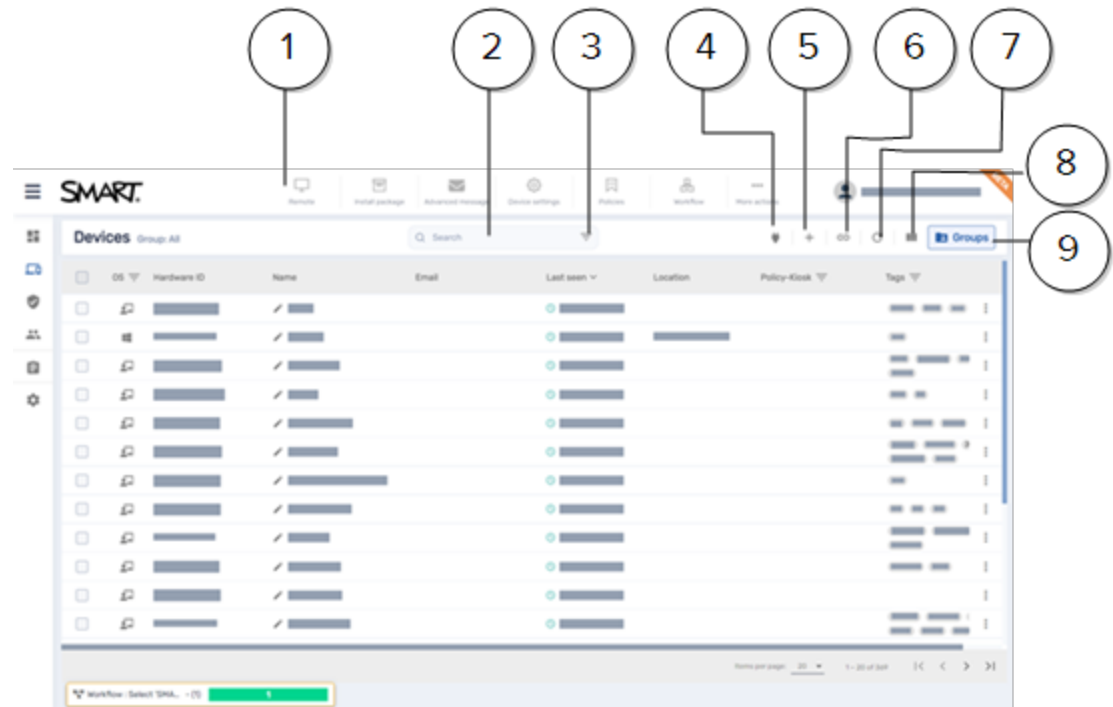 1
2
3
4
5
6
7
8
9
SMART.
Remote
Install package
Advanced message
Device settings
Policies
Workflow
More actions
BETA
Devices Group: All
Search
Groups
OS
Hardware ID
Name
Email
Last seen
Location
Policy-Kiosk
Tags
Items per page: 20
Workflow : Select 'SMA... - (1)
1